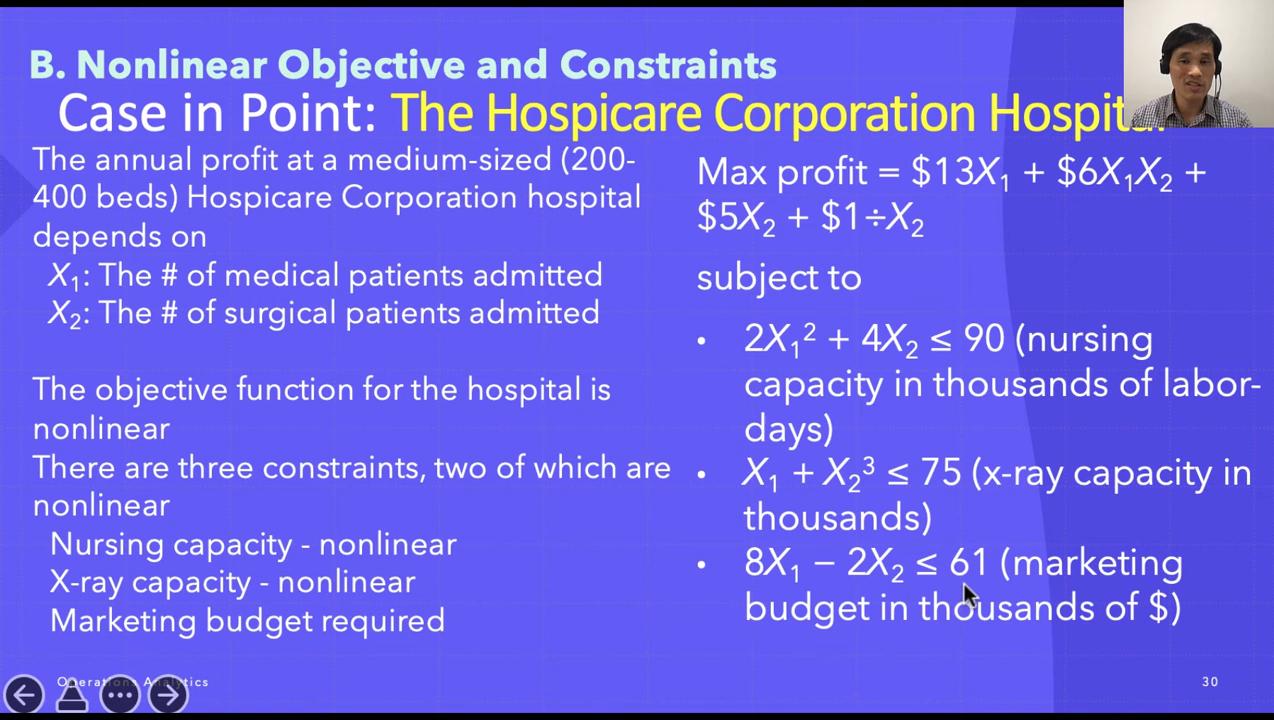 B. Nonlinear Objective and Constraints
Case in Point: The Hospicare Corporation
The annual profit at a medium-sized (200-
400 beds) Hospicare Corporation hospital
depends on
X₁: The # of medical patients admitted
X₂: The # of surgical patients admitted
The objective function for the hospital is
nonlinear
There are three constraints, two of which are
nonlinear
Nursing capacity - nonlinear
X-ray capacity - nonlinear
Marketing budget required
Max profit = $13X₁ + $6X₁X₂ +
$5X₂ + $1÷X₂
subject to
• 2X₁² + 4X₂ ≤ 90 (nursing
capacity in thousands of labor-
days)
• X₁ + X₂³ ≤ 75 (x-ray capacity in
thousands)
• 8X₁ − 2X₂ ≤ 61 (marketing
budget in thousands of $)
Operations Analytics
30